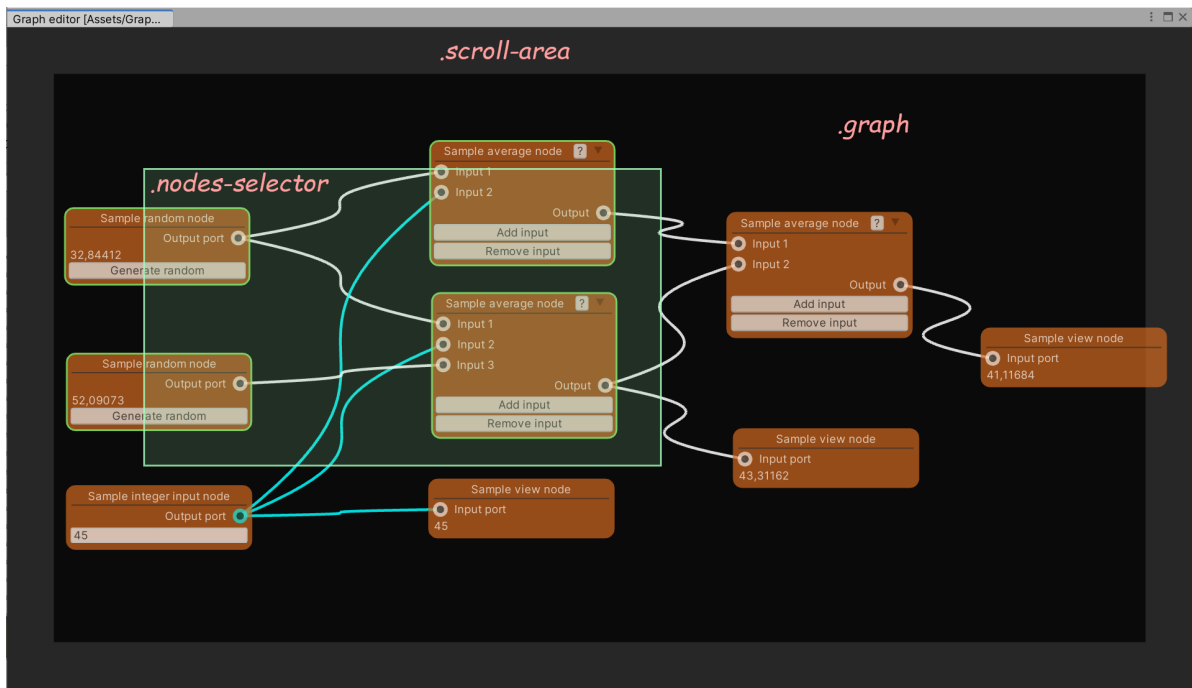 Graph editor [Assets/Grap...
.scroll-area
.graph
.nodes-selector
Sample average node ?
Input 1
Input 2
Output
Add input
Remove input
Sample random node
Output port
32,84412
Generate random
Sample average node ?
Input 1
Input 2
Output
Add input
Remove input
Sample average node ?
Input 1
Input 2
Input 3
Output
Add input
Remove input
Sample random node
Output port
52,09073
Generate random
Sample view node
Input port
41,11684
Sample view node
Input port
43,31162
Sample integer input node
Output port
45
Sample view node
Input port
45